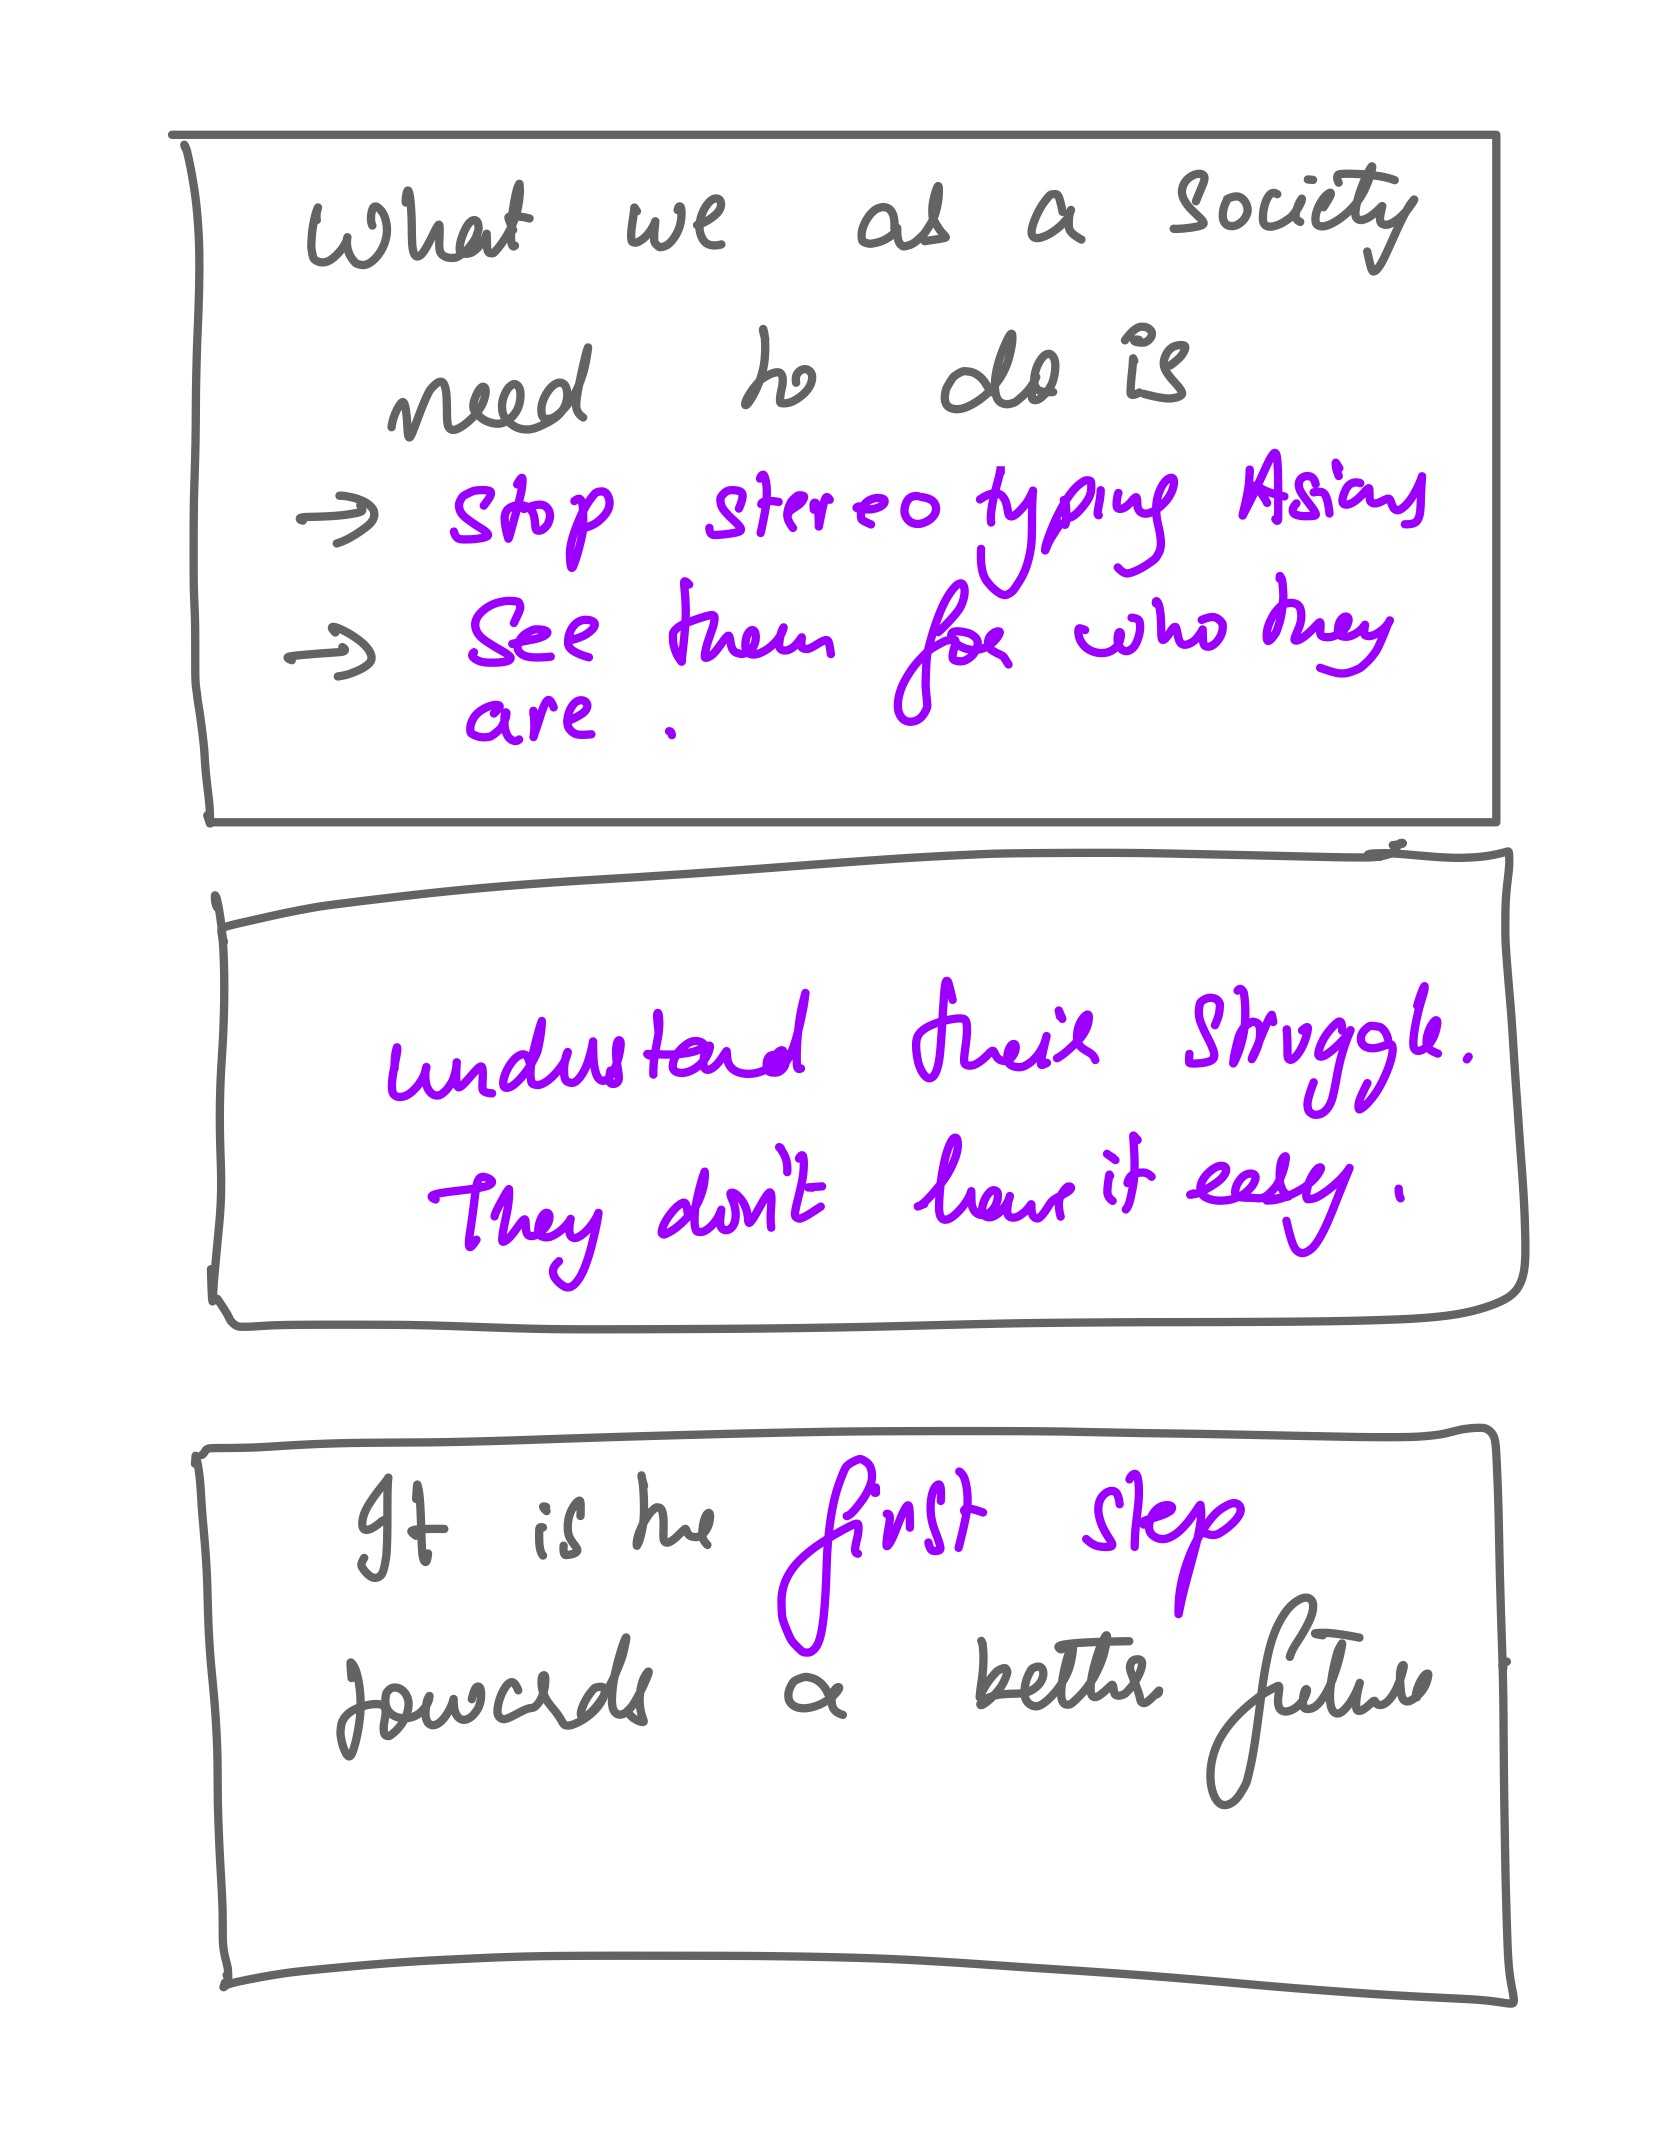 What we as a society
need to do is
→ Stop stereotyping Asians
→ See them for who they
are.
understand their struggle.
They don't have it easy.
It is the first step
towards a better future